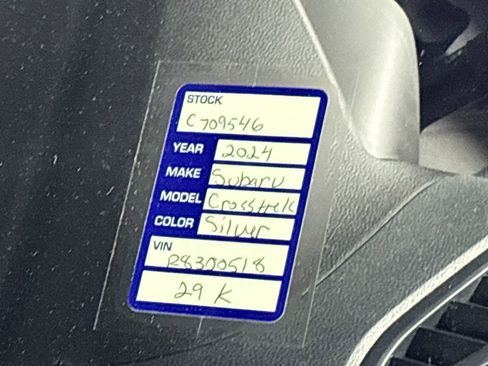 STOCK
C709546
YEAR 2024
MAKE Subaru
MODEL Crosstrek
COLOR Silver
VIN
R8300518
29 K